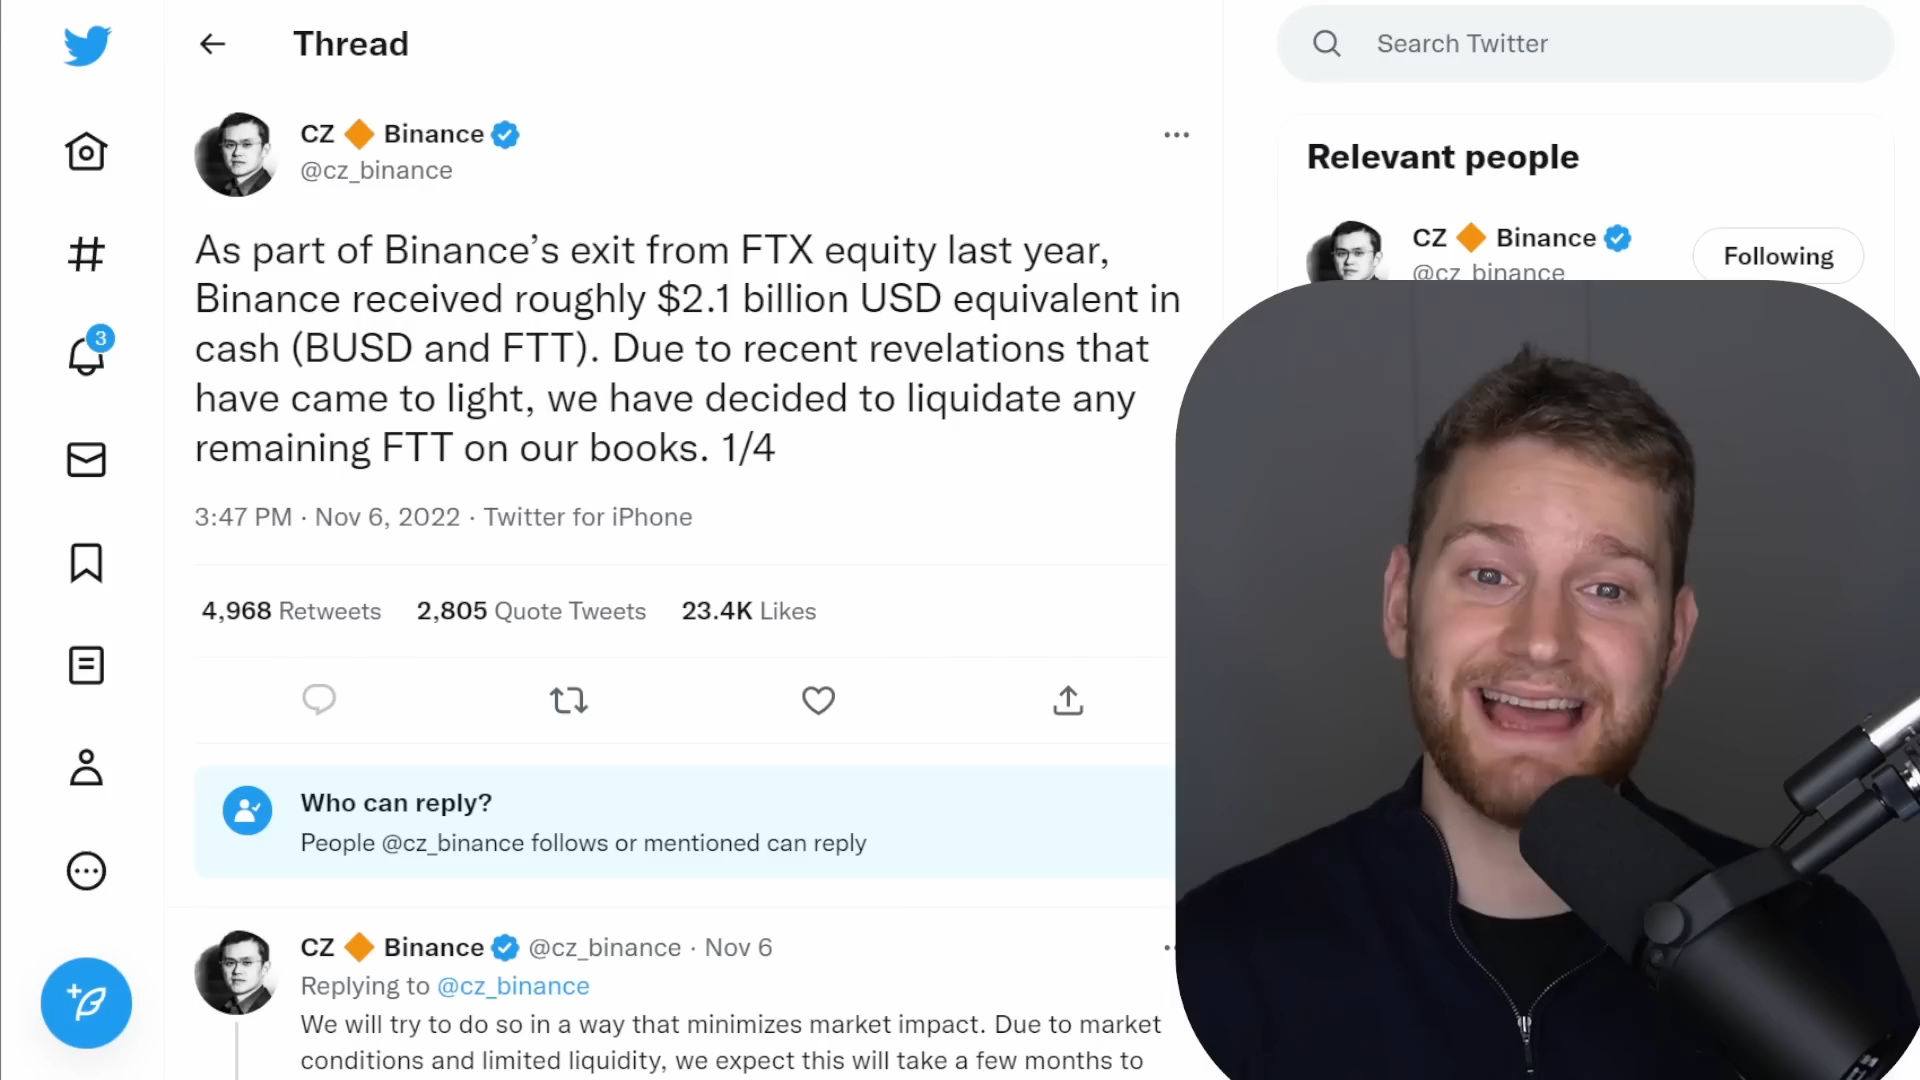 Thread
Search Twitter
CZ 🔶 Binance
@cz_binance
Relevant people
CZ 🔶 Binance
@cz_binance
Following
As part of Binance’s exit from FTX equity last year,
Binance received roughly $2.1 billion USD equivalent in
cash (BUSD and FTT). Due to recent revelations that
have came to light, we have decided to liquidate any
remaining FTT on our books. 1/4
3
3:47 PM · Nov 6, 2022 · Twitter for iPhone
4,968 Retweets 2,805 Quote Tweets 23.4K Likes
Who can reply?
People @cz_binance follows or mentioned can reply
CZ 🔶 Binance @cz_binance · Nov 6
Replying to @cz_binance
We will try to do so in a way that minimizes market impact. Due to market
conditions and limited liquidity, we expect this will take a few months to